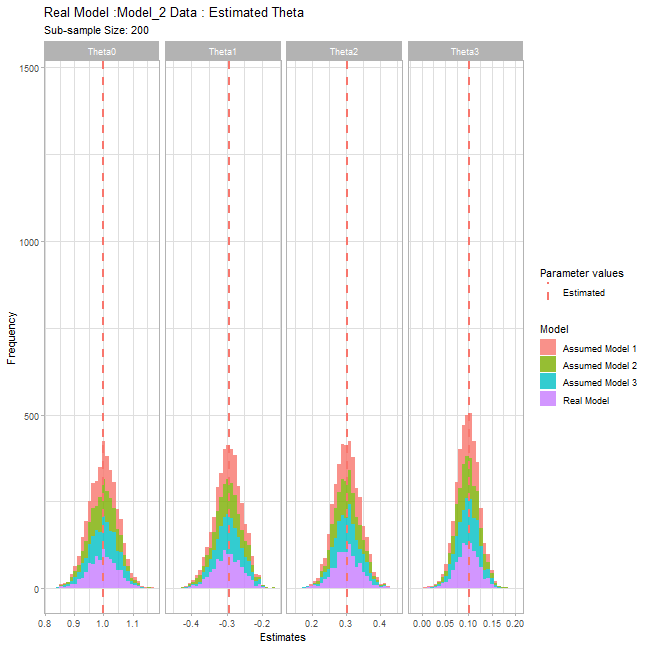 Real Model :Model_2 Data : Estimated Theta
Sub-sample Size: 200
Theta0 Theta1 Theta2 Theta3
1500
1000
500
0
Frequency
0.8 0.9 1.0 1.1 -0.4 -0.3 -0.2 0.2 0.3 0.4 0.00 0.05 0.10 0.15 0.20
Estimates
Parameter values
Estimated
Model
Assumed Model 1
Assumed Model 2
Assumed Model 3
Real Model